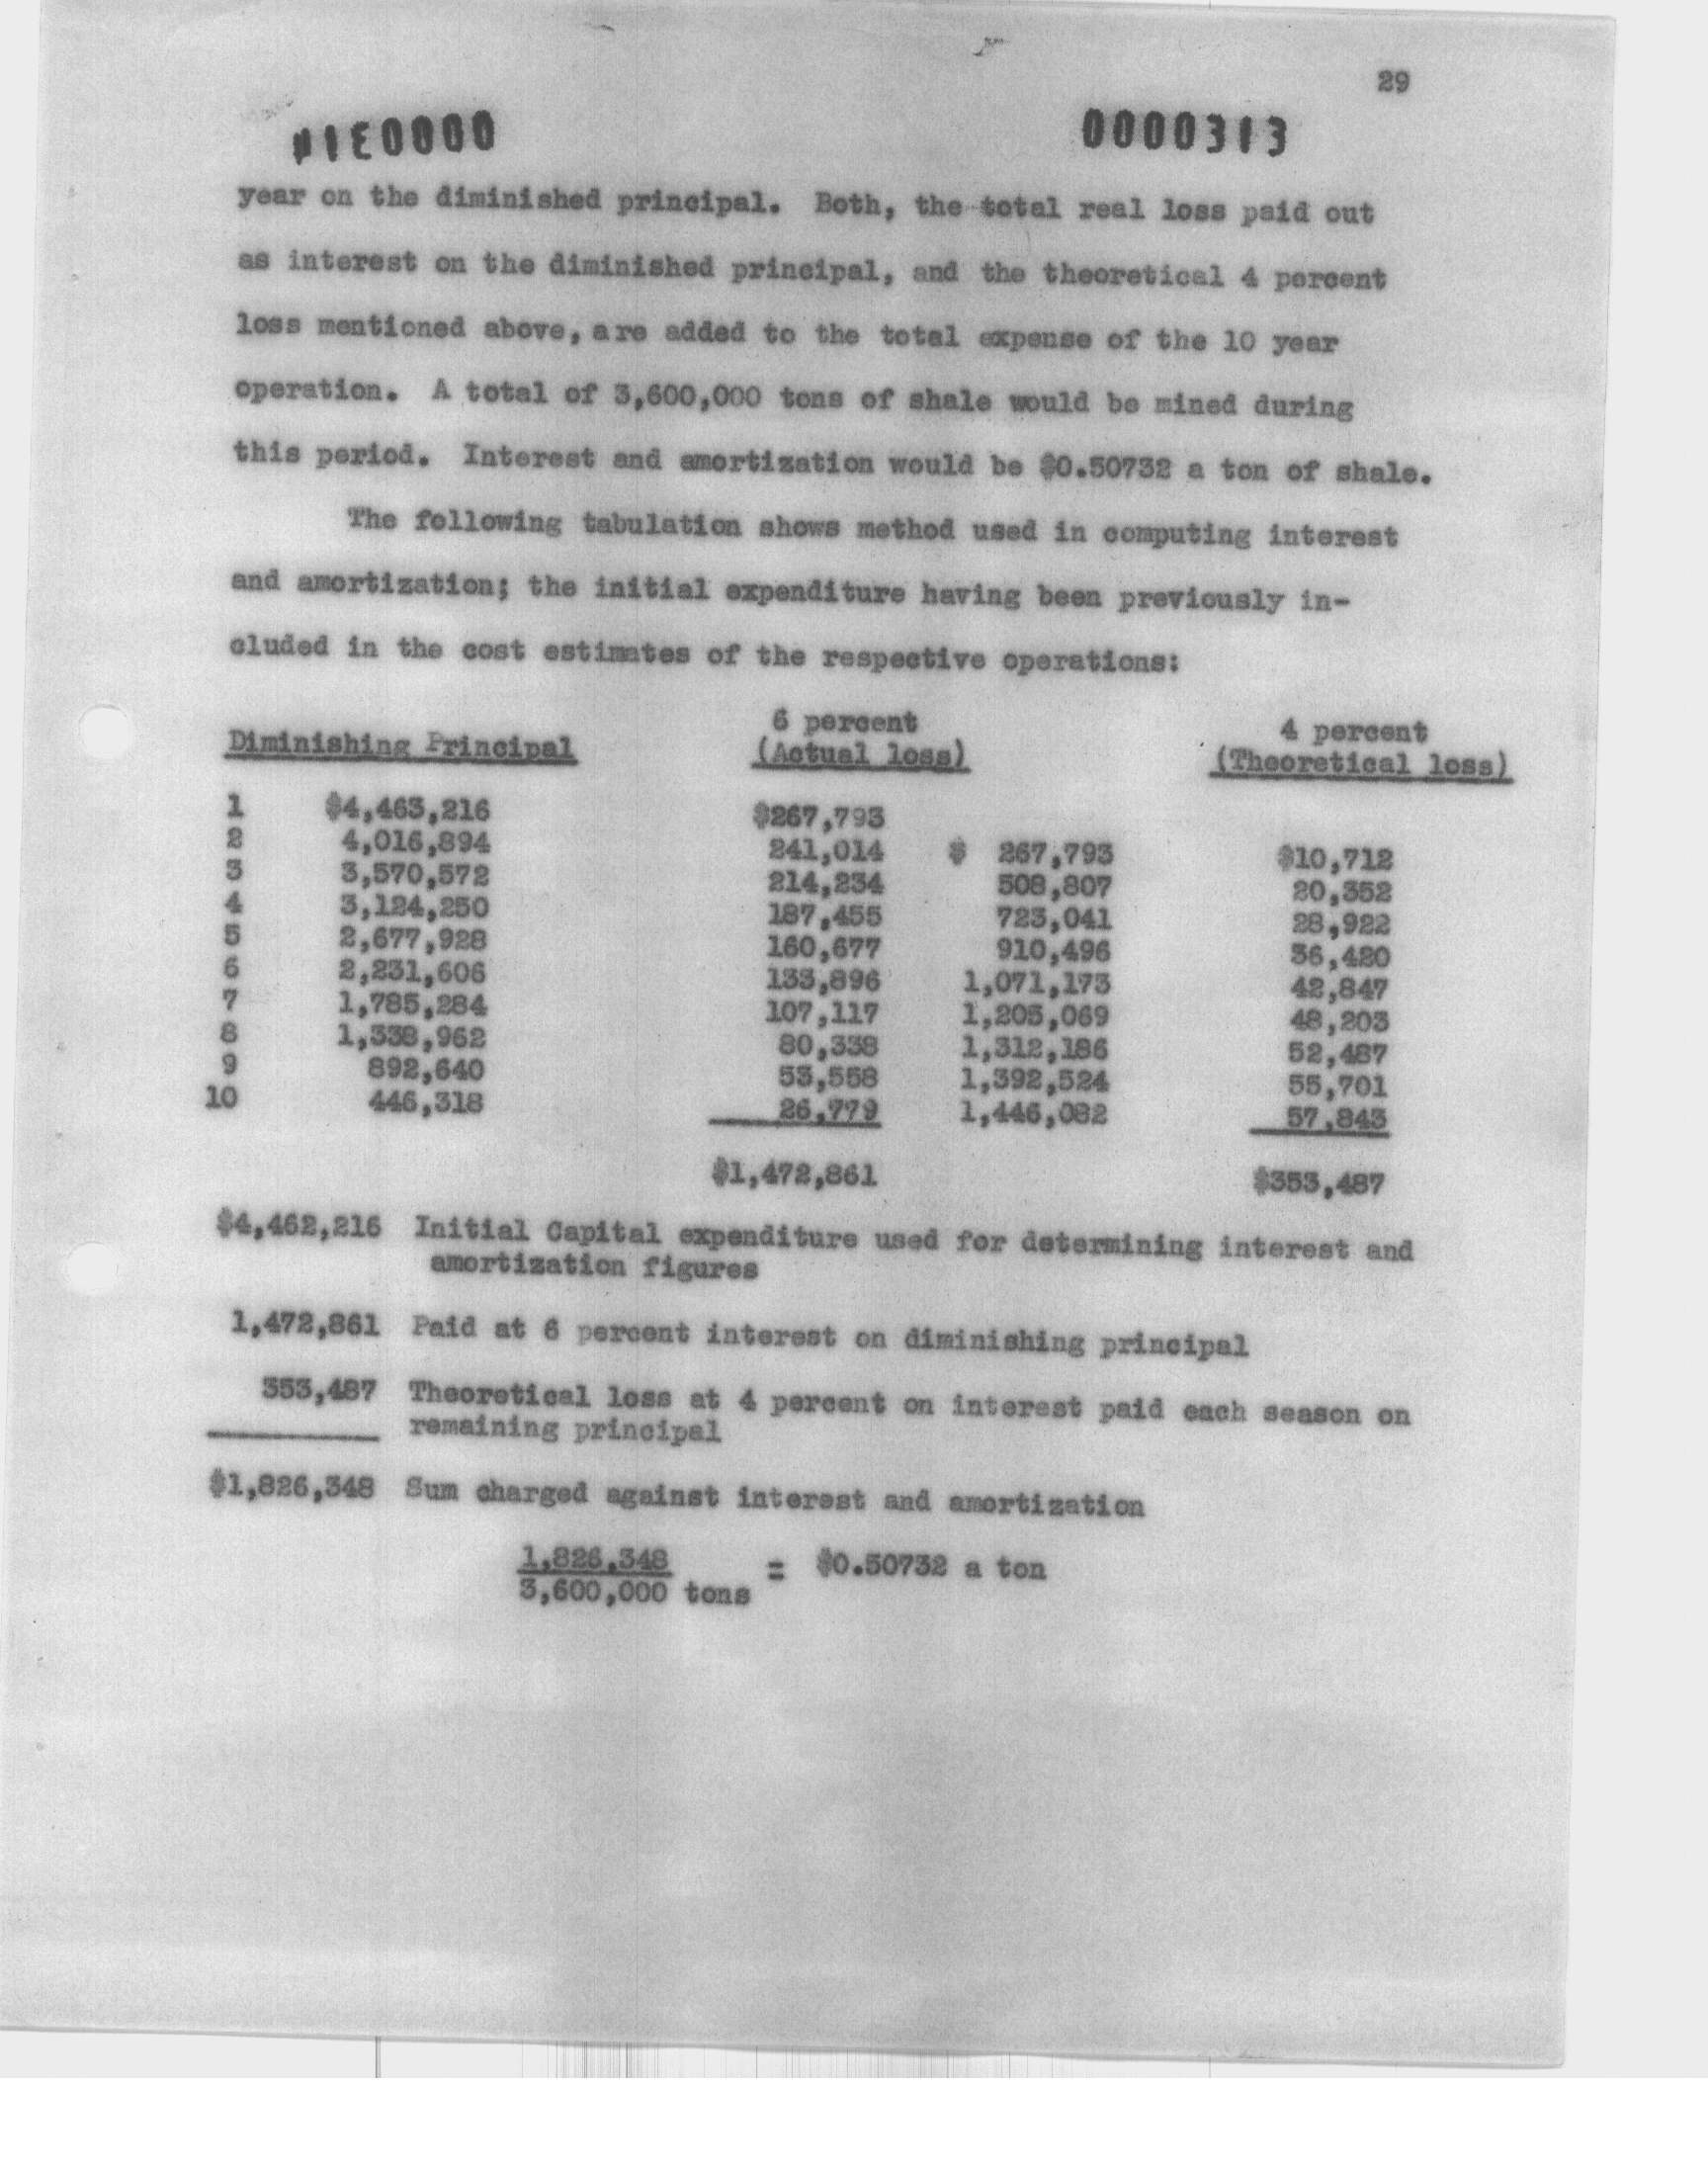 29
0000313
year on the diminished principal. Both, the total real loss paid out
as interest on the diminished principal, and the theoretical 4 percent
loss mentioned above, are added to the total expense of the 10 year
operation. A total of 3,600,000 tons of shale would be mined during
this period. Interest and amortization would be $0.50732 a ton of shale.
The following tabulation shows method used in computing interest
and amortization; the initial expenditure having been previously in-
cluded in the cost estimates of the respective operations:
6 percent 4 percent
Diminishing Principal (Actual loss) (Theoretical loss)
1 $4,463,216 $267,793
2 4,016,894 241,014 $ 267,793 $10,712
3 3,570,572 214,234 508,807 20,352
4 3,124,250 187,455 723,041 28,922
5 2,677,928 160,677 910,496 36,420
6 2,231,606 133,896 1,071,173 42,847
7 1,785,284 107,117 1,205,069 48,203
8 1,338,962 80,338 1,312,186 52,487
9 892,640 53,558 1,392,524 55,701
10 446,318 26,779 1,446,082 57,843
$1,472,861 $353,487
$4,462,216 Initial Capital expenditure used for determining interest and
amortization figures
1,472,861 Paid at 6 percent interest on diminishing principal
353,487 Theoretical loss at 4 percent on interest paid each season on
remaining principal
$1,826,348 Sum charged against interest and amortization
1,826,348 = $0.50732 a ton
3,600,000 tons